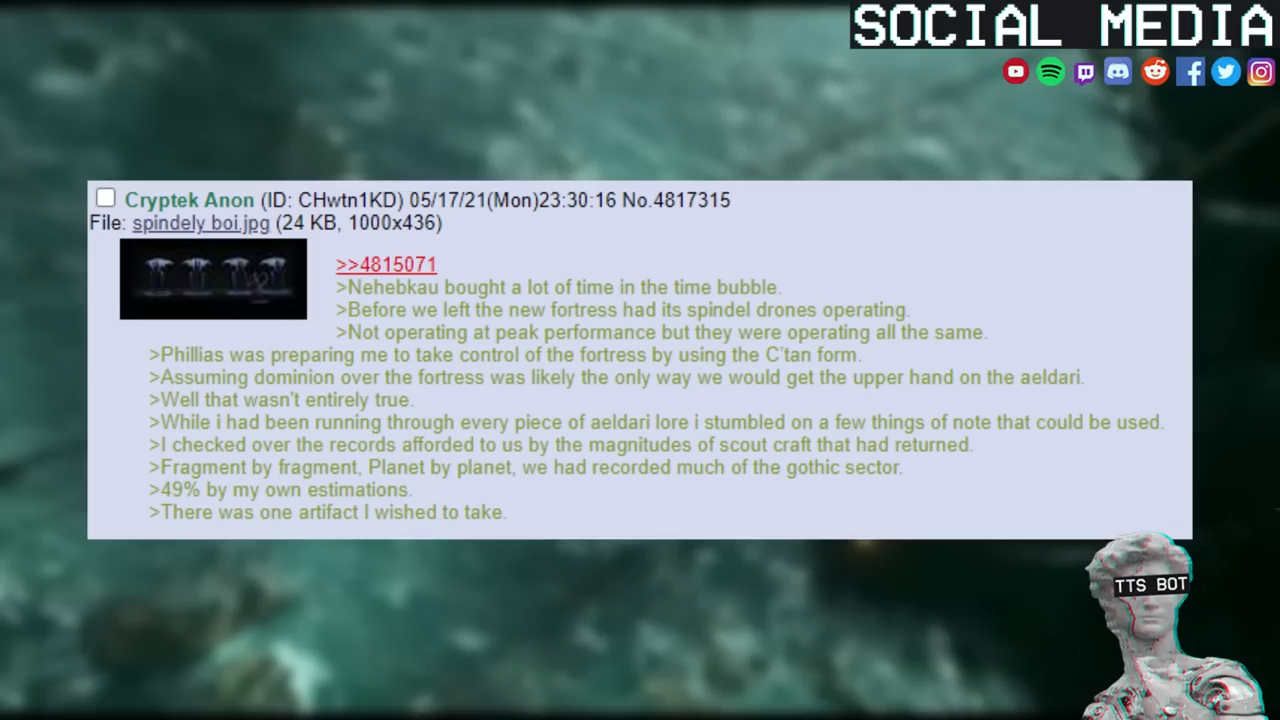 SOCIAL MEDIA
Cryptek Anon (ID: CHwtn1KD) 05/17/21(Mon)23:30:16 No.4817315
File: spindely boi.jpg (24 KB, 1000x436)
>>4815071
>Nehebkau bought a lot of time in the time bubble.
>Before we left the new fortress had its spindel drones operating.
>Not operating at peak performance but they were operating all the same.
>Phillias was preparing me to take control of the fortress by using the C'tan form.
>Assuming dominion over the fortress was likely the only way we would get the upper hand on the aeldari.
>Well that wasn't entirely true.
>While i had been running through every piece of aeldari lore i stumbled on a few things of note that could be used.
>I checked over the records afforded to us by the magnitudes of scout craft that had returned.
>Fragment by fragment, Planet by planet, we had recorded much of the gothic sector.
>49% by my own estimations.
>There was one artifact I wished to take.
TTS BOT